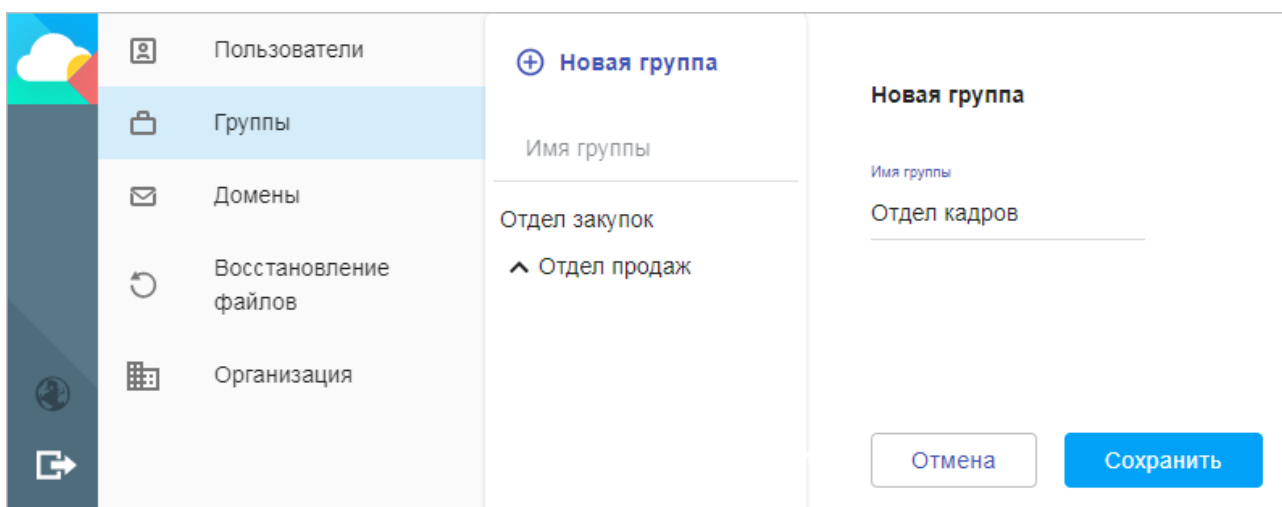 Пользователи
Группы
Домены
Восстановление
файлов
Организация
Новая группа
Имя группы
Отдел закупок
Отдел продаж
Новая группа
Имя группы
Отдел кадров
Отмена
Сохранить